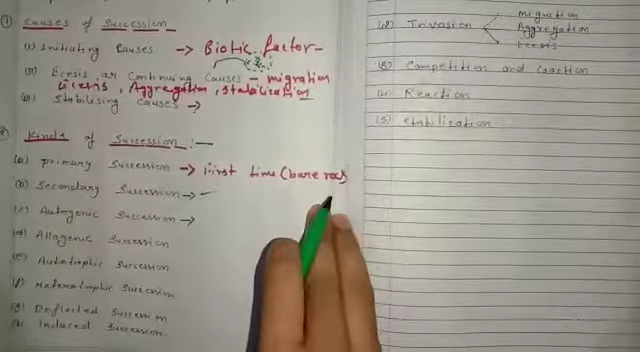 (1) Causes of Succession
(i) Initiating Causes → Biotic factor-
(ii) Ecesis, or Continuing Causes - migration
Ecesis, Aggregation, Stabilization
(iii) Stabilising Causes →
(2) Kinds of Succession :-
(a) primary Succession → first time (bare rock)
(b) Secondary Succession →
(c) Autogenic Succession →
(d) Allogenic Succession
(e) Autotrophic Succession
(f) Heterotrophic Succession
(g) Deflected Succession
(h) Induced Succession.
(2) Invasion
migration
Aggregation
Ecesis
(3) Competition and Coaction
(4) Reaction
(5) Stabilization